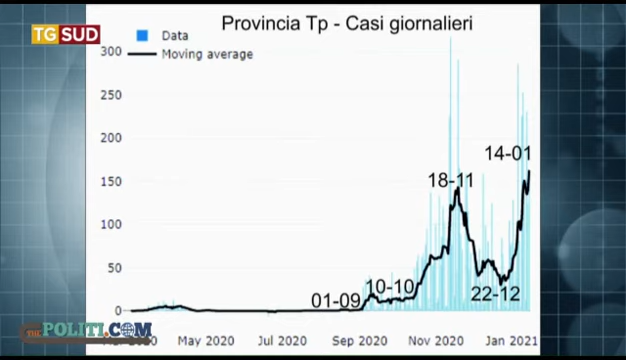 TG SUD
Provincia Tp - Casi giornalieri
Data
Moving average
300
250
200
150
100
50
0
14-01
18-11
22-12
10-10
01-09
May 2020 Jul 2020 Sep 2020 Nov 2020 Jan 2021
THE POLITI.COM